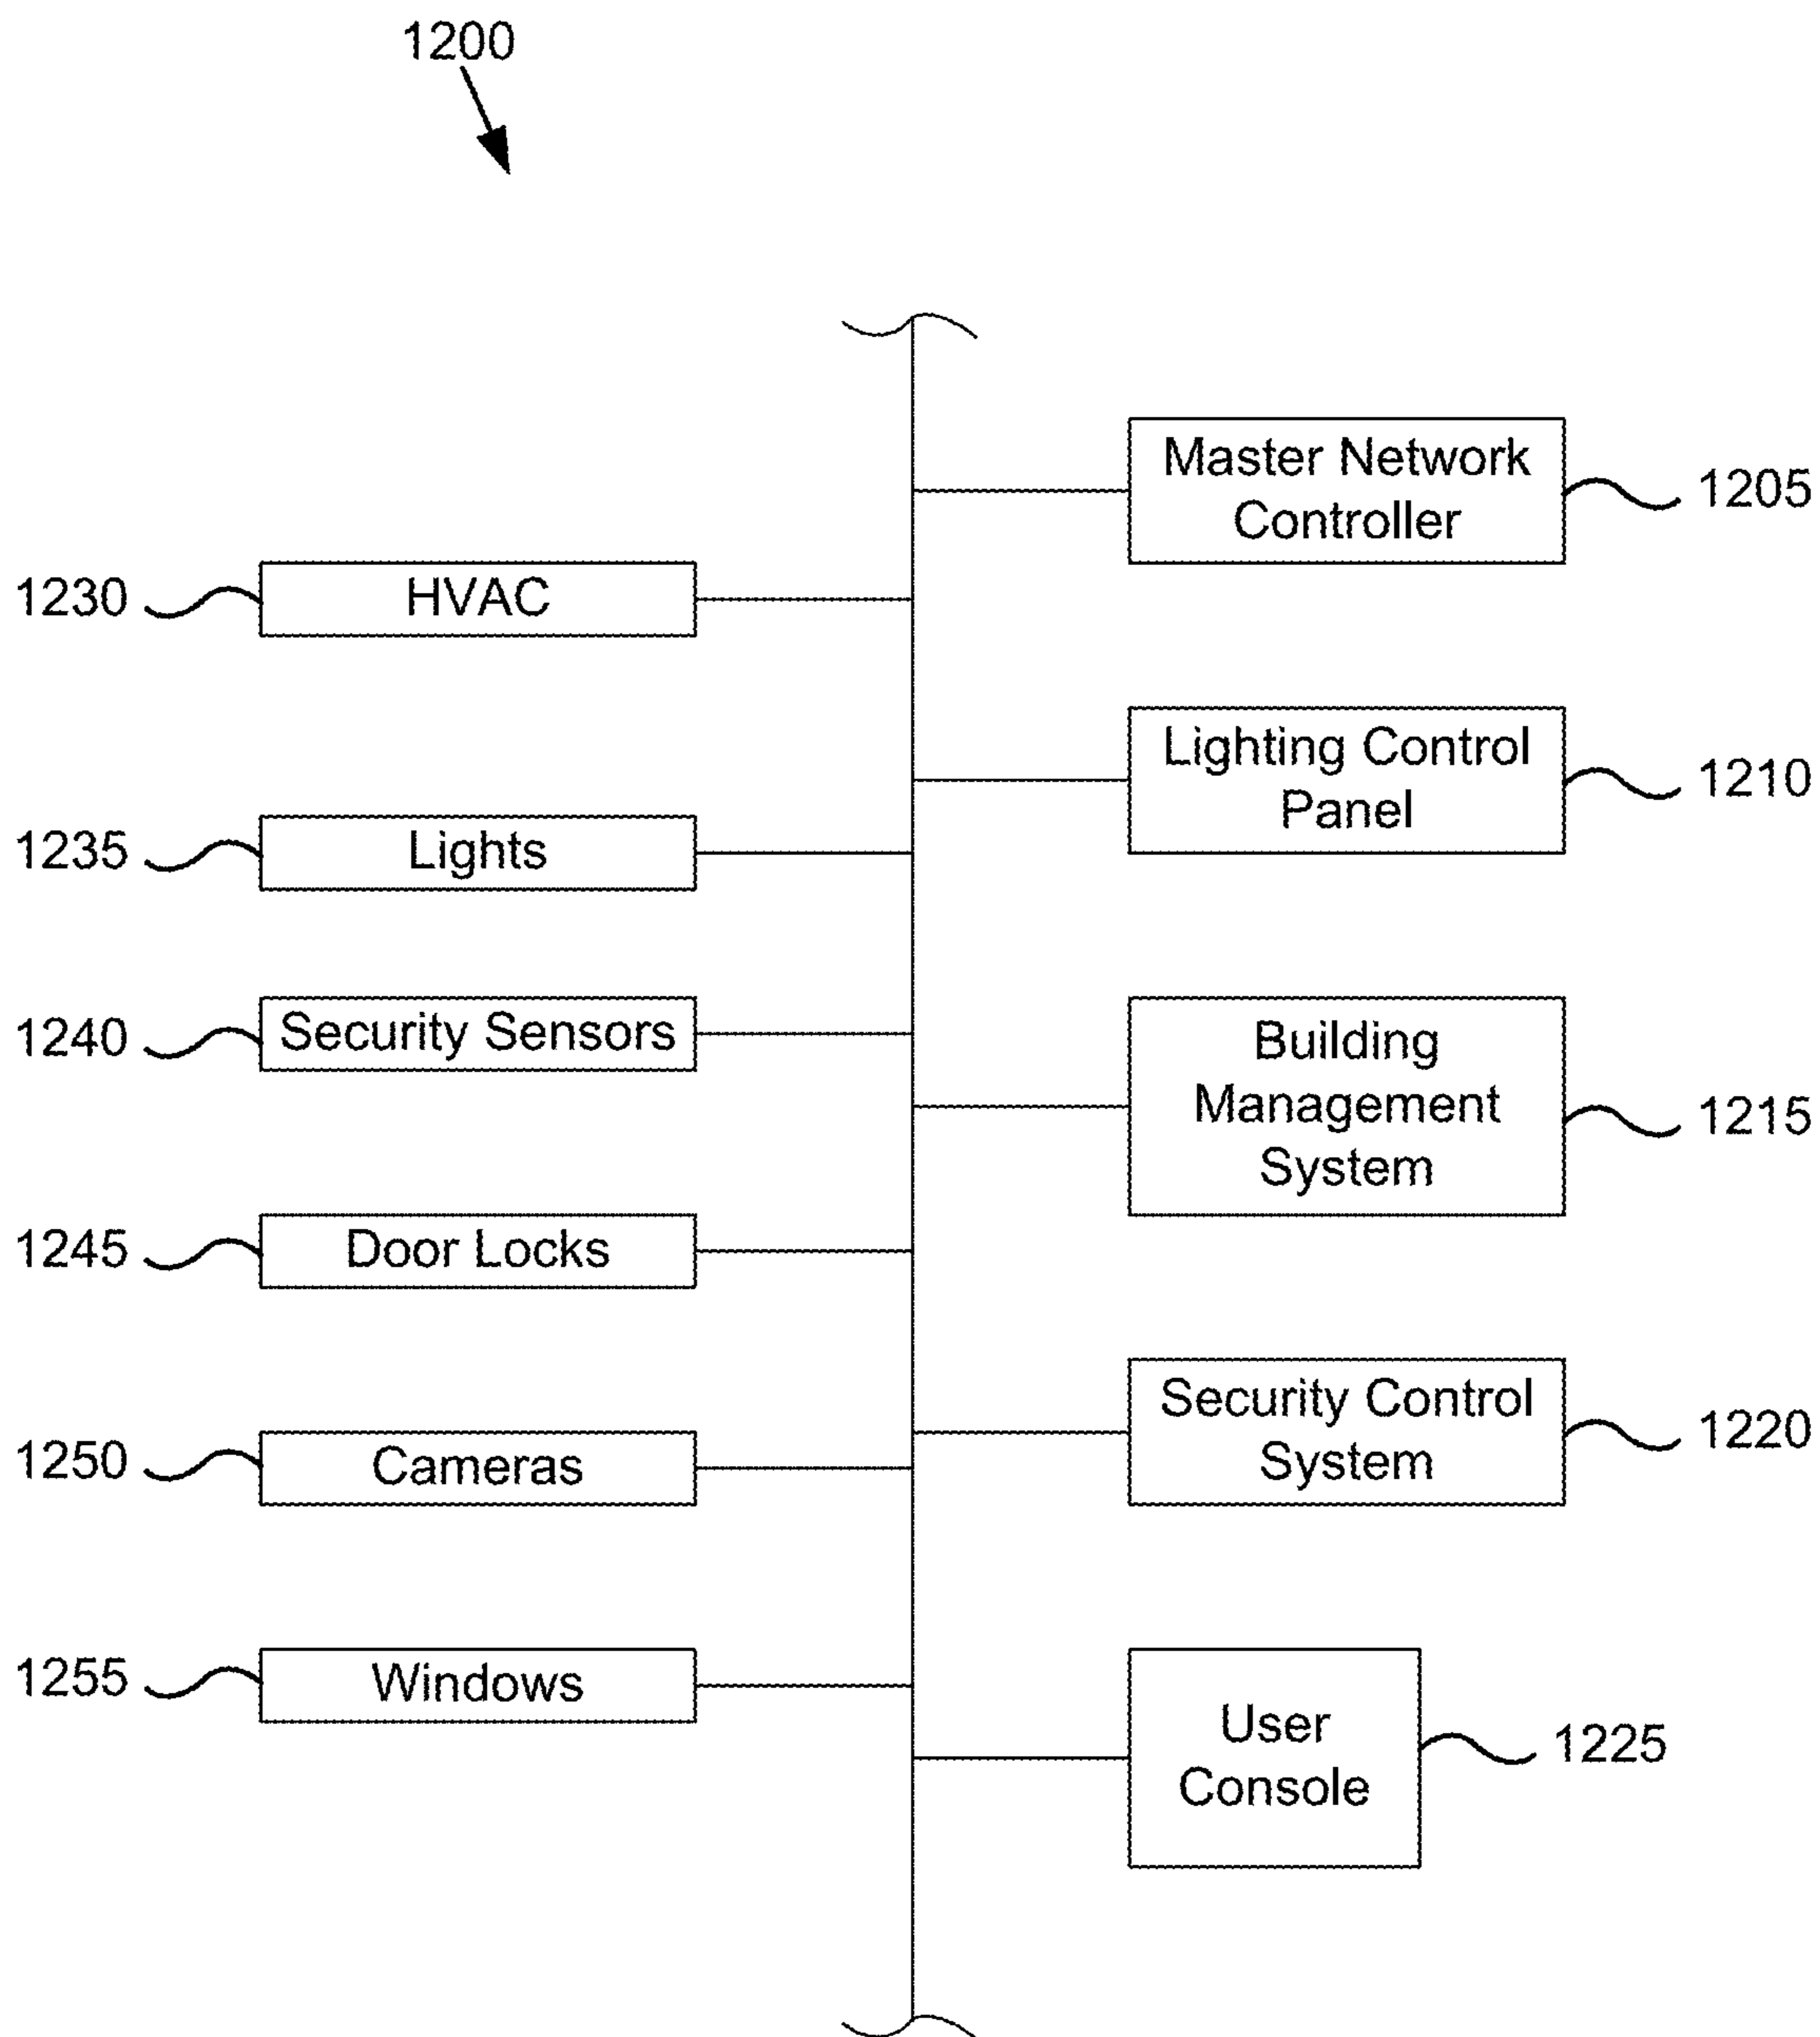 1200
Master Network
Controller
1205
1230
HVAC
Lighting Control
Panel
1210
1235
Lights
1240
Security Sensors
Building
Management
System
1215
1245
Door Locks
Security Control
System
1220
1250
Cameras
1255
Windows
User
Console
1225